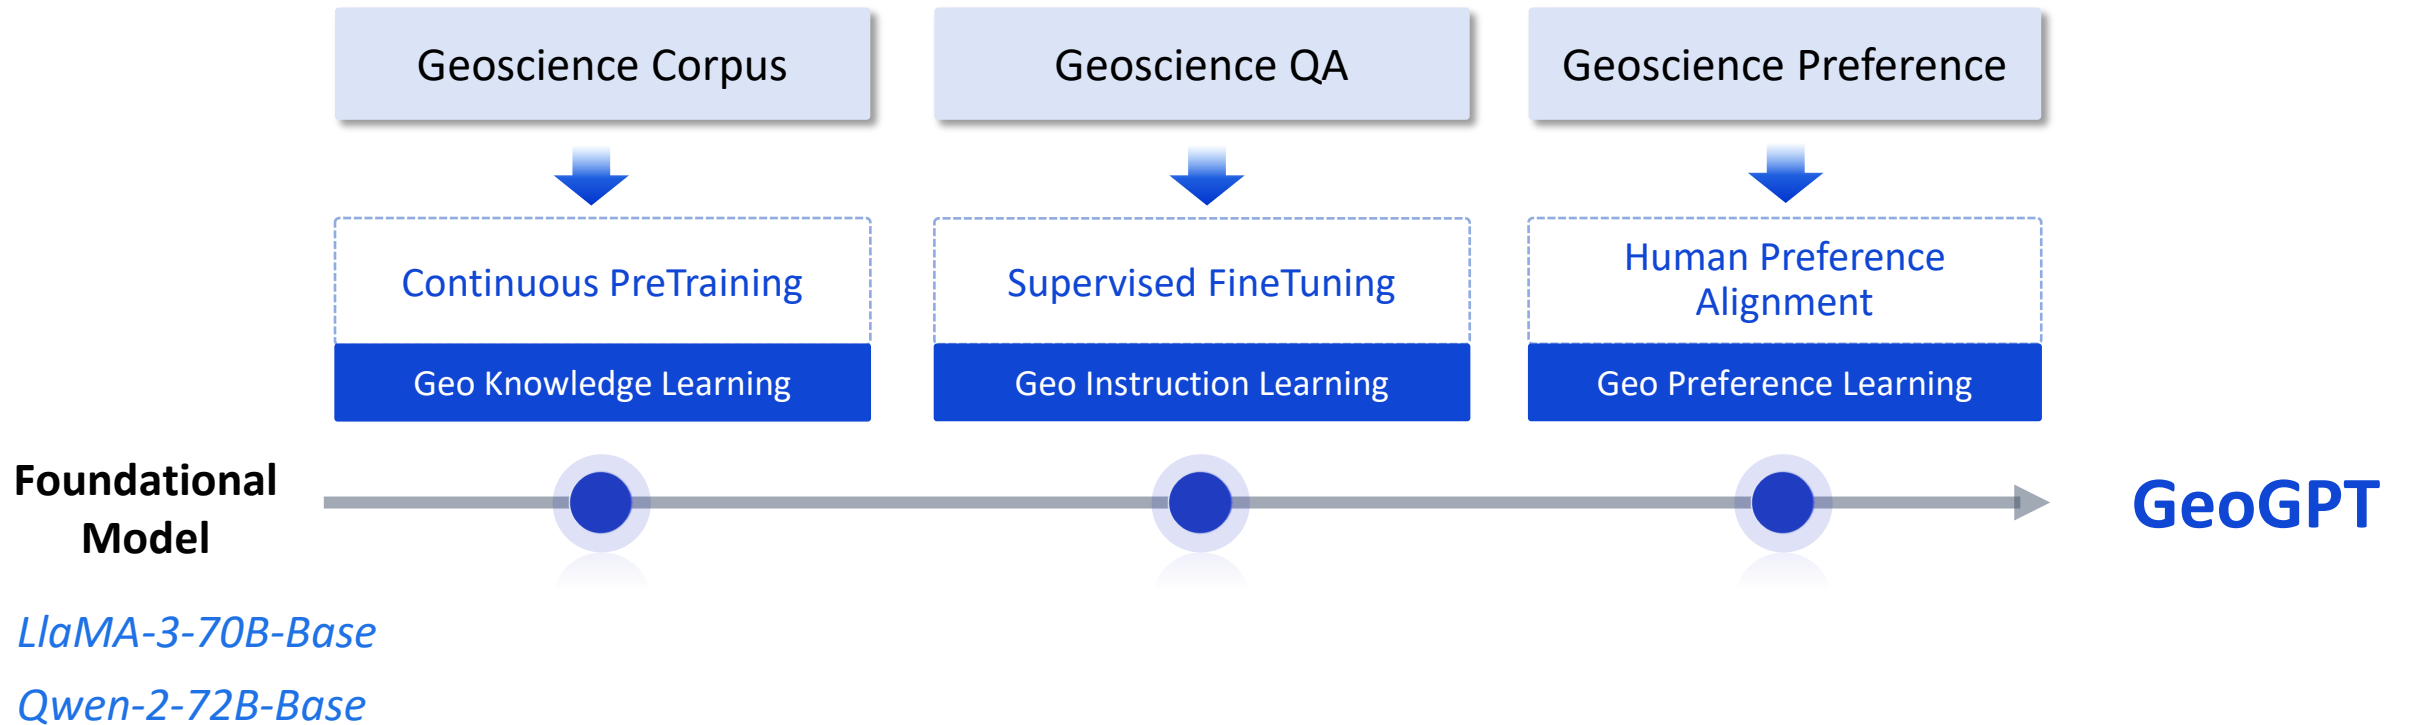 Geoscience Corpus
Geoscience QA
Geoscience Preference
Continuous PreTraining
Supervised FineTuning
Human Preference
Alignment
Geo Knowledge Learning
Geo Instruction Learning
Geo Preference Learning
Foundational
Model
GeoGPT
LlaMA-3-70B-Base
Qwen-2-72B-Base